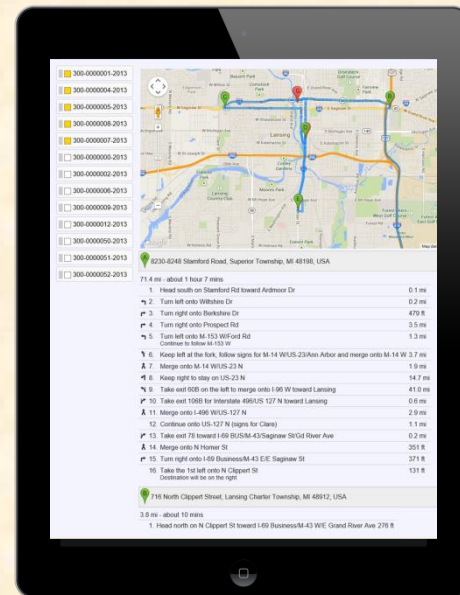 300-0000001-2013
300-0000004-2013
300-0000005-2013
300-0000008-2013
300-0000007-2013
300-0000000-2013
300-0000002-2013
300-0000006-2013
300-0000009-2013
300-0000012-2013
300-0000050-2013
300-0000051-2013
300-0000052-2013
Lansing
Moores Park
A 8230-8248 Stamford Road, Superior Township, MI 48198, USA
71.4 mi - about 1 hour 7 mins
1. Head south on Stamford Rd toward Ardmoor Dr 0.1 mi
2. Turn left onto Wiltshire Dr 0.2 mi
3. Turn right onto Berkshire Dr 479 ft
4. Turn right onto Prospect Rd 3.5 mi
5. Turn left onto M-153 W/Ford Rd 1.3 mi
Continue to follow M-153 W
6. Keep left at the fork, follow signs for M-14 W/US-23/Ann Arbor and merge onto M-14 W 3.7 mi
7. Merge onto M-14 W/US-23 N 1.9 mi
8. Keep right to stay on US-23 N 14.7 mi
9. Take exit 60B on the left to merge onto I-96 W toward Lansing 41.0 mi
10. Take exit 106B for Interstate 496/US 127 N toward Lansing 0.6 mi
11. Merge onto I-496 W/US-127 N 2.9 mi
12. Continue onto US-127 N (signs for Clare) 1.1 mi
13. Take exit 78 toward I-69 BUS/M-43/Saginaw St/Gd River Ave 0.2 mi
14. Merge onto N Homer St 351 ft
15. Turn right onto I-69 Business/M-43 E/E Saginaw St 371 ft
16. Take the 1st left onto N Clippert St 131 ft
Destination will be on the right
B 716 North Clippert Street, Lansing Charter Township, MI 48912, USA
3.8 mi - about 10 mins
1. Head north on N Clippert St toward I-69 Business/M-43 W/E Grand River Ave 276 ft